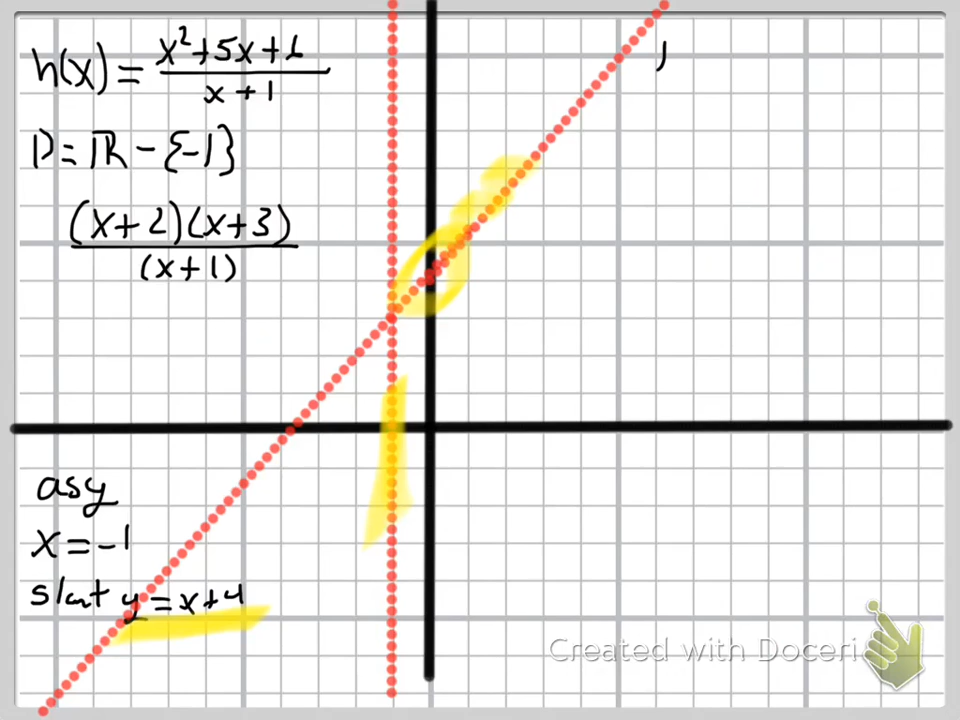 h(x) = x²+5x+6 / x+1
D = ℝ - {-1}
(x+2)(x+3) / (x+1)
asy
x = -1
slant y = x+4
Created with Doceri